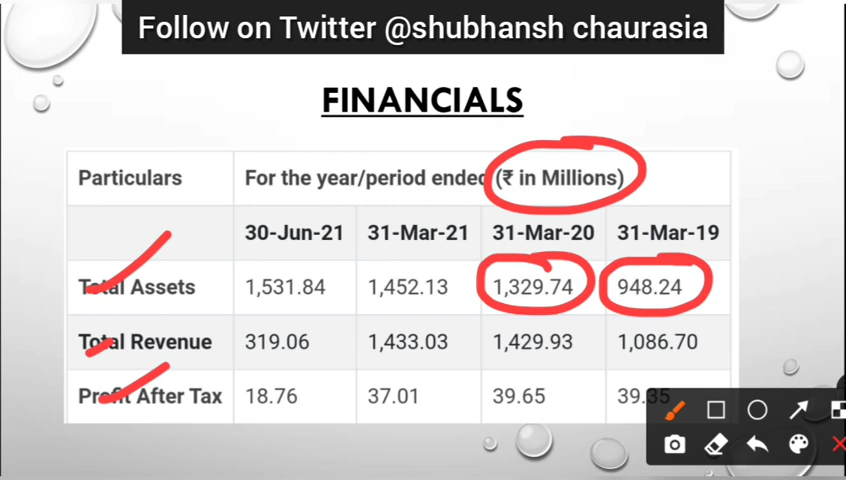 Follow on Twitter @shubhansh chaurasia
FINANCIALS
Particulars For the year/period ended (₹ in Millions)
30-Jun-21 31-Mar-21 31-Mar-20 31-Mar-19
Total Assets 1,531.84 1,452.13 1,329.74 948.24
Total Revenue 319.06 1,433.03 1,429.93 1,086.70
Profit After Tax 18.76 37.01 39.65 39.35